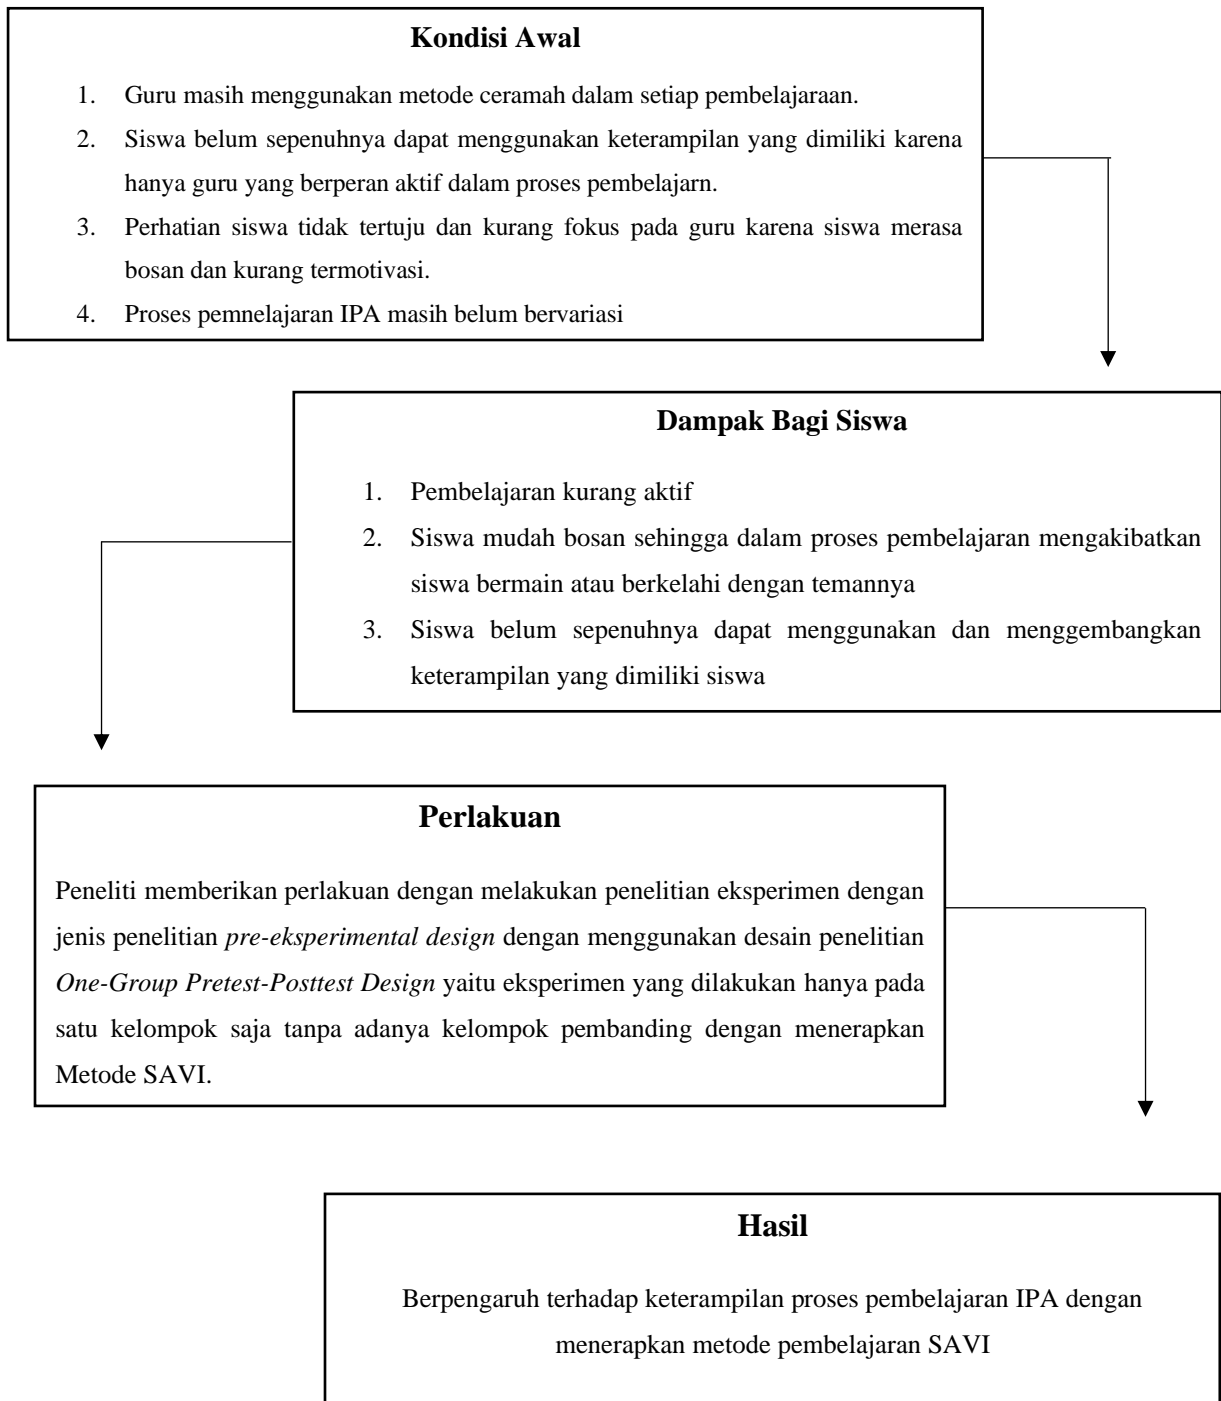 Kondisi Awal
1. Guru masih menggunakan metode ceramah dalam setiap pembelajaraan.
2. Siswa belum sepenuhnya dapat menggunakan keterampilan yang dimiliki karena
hanya guru yang berperan aktif dalam proses pembelajarn.
3. Perhatian siswa tidak tertuju dan kurang fokus pada guru karena siswa merasa
bosan dan kurang termotivasi.
4. Proses pemnelajaran IPA masih belum bervariasi
Dampak Bagi Siswa
1. Pembelajaran kurang aktif
2. Siswa mudah bosan sehingga dalam proses pembelajaran mengakibatkan
siswa bermain atau berkelahi dengan temannya
3. Siswa belum sepenuhnya dapat menggunakan dan menggembangkan
keterampilan yang dimiliki siswa
Perlakuan
Peneliti memberikan perlakuan dengan melakukan penelitian eksperimen dengan
jenis penelitian pre-eksperimental design dengan menggunakan desain penelitian
One-Group Pretest-Posttest Design yaitu eksperimen yang dilakukan hanya pada
satu kelompok saja tanpa adanya kelompok pembanding dengan menerapkan
Metode SAVI.
Hasil
Berpengaruh terhadap keterampilan proses pembelajaran IPA dengan
menerapkan metode pembelajaran SAVI